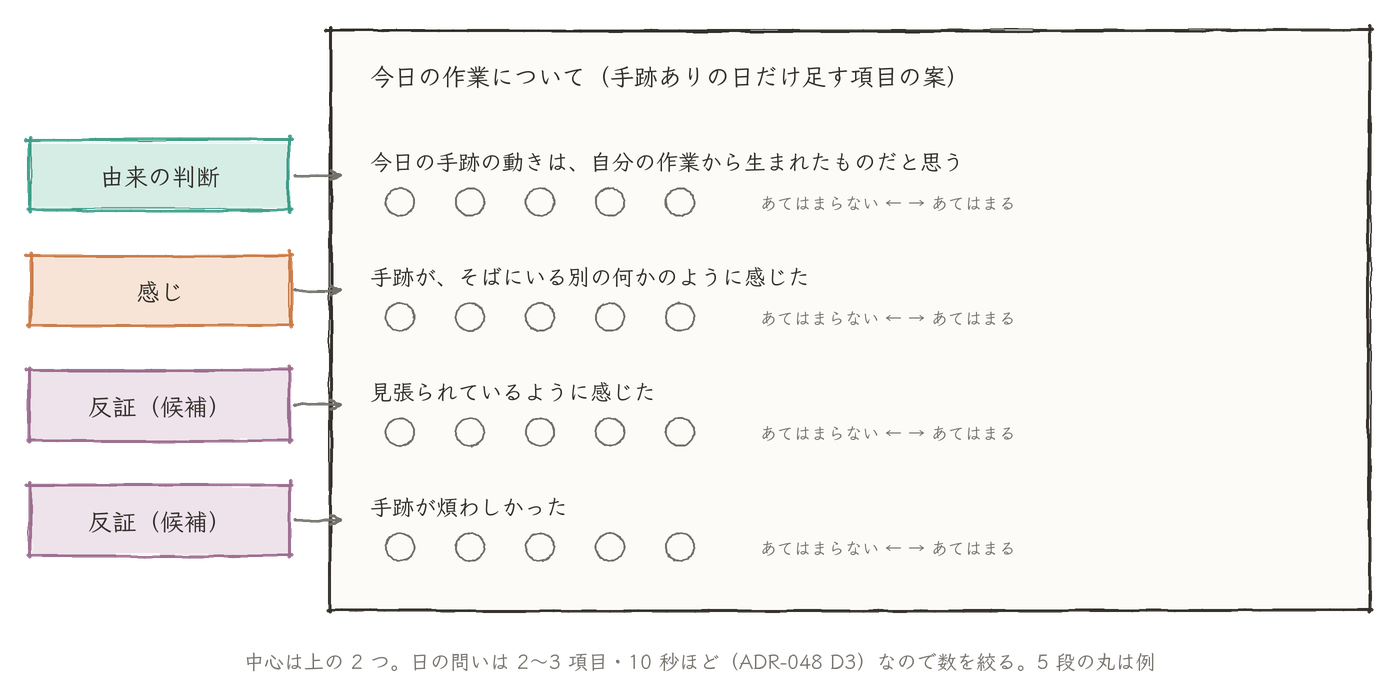 今日の作業について（手跡ありの日だけ足す項目の案）
由来の判断
今日の手跡の動きは、自分の作業から生まれたものだと思う
あてはまらない ← → あてはまる
感じ
手跡が、そばにいる別の何かのように感じた
あてはまらない ← → あてはまる
反証（候補）
見張られているように感じた
あてはまらない ← → あてはまる
反証（候補）
手跡が煩わしかった
あてはまらない ← → あてはまる
中心は上の 2 つ。日の問いは 2〜3 項目・10 秒ほど（ADR-048 D3）なので数を絞る。5 段の丸は例